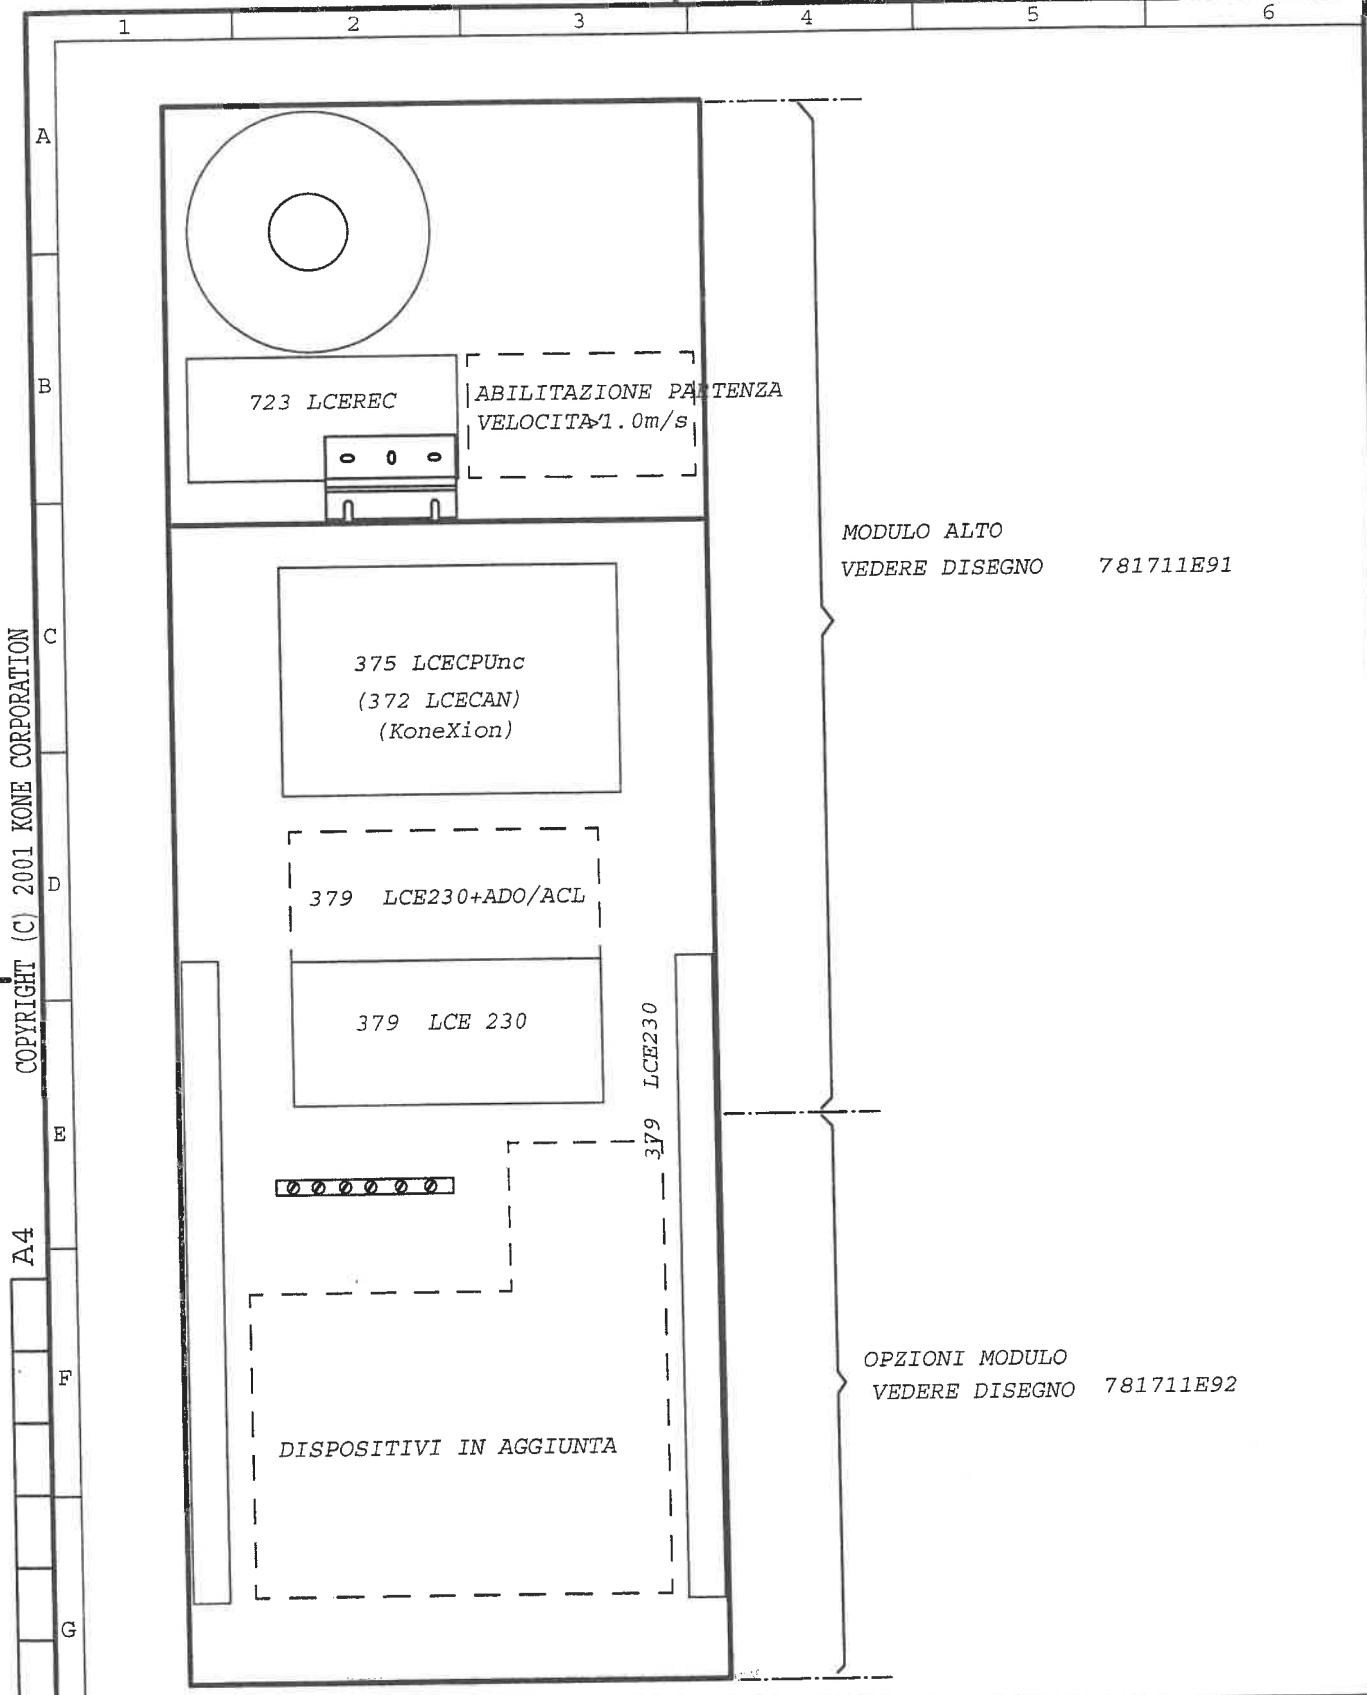 1 2 3 4 5 6
A
B
C
D
E
F
G
723 LCEREC
ABILITAZIONE PARTENZA
VELOCITA>1.0m/s
MODULO ALTO
VEDERE DISEGNO 781711E91
375 LCECPUnc
(372 LCECAN)
(KoneXion)
379 LCE230+ADO/ACL
379 LCE 230
379 LCE230
OPZIONI MODULO
VEDERE DISEGNO 781711E92
DISPOSITIVI IN AGGIUNTA
COPYRIGHT (C) 2001 KONE CORPORATION
A4